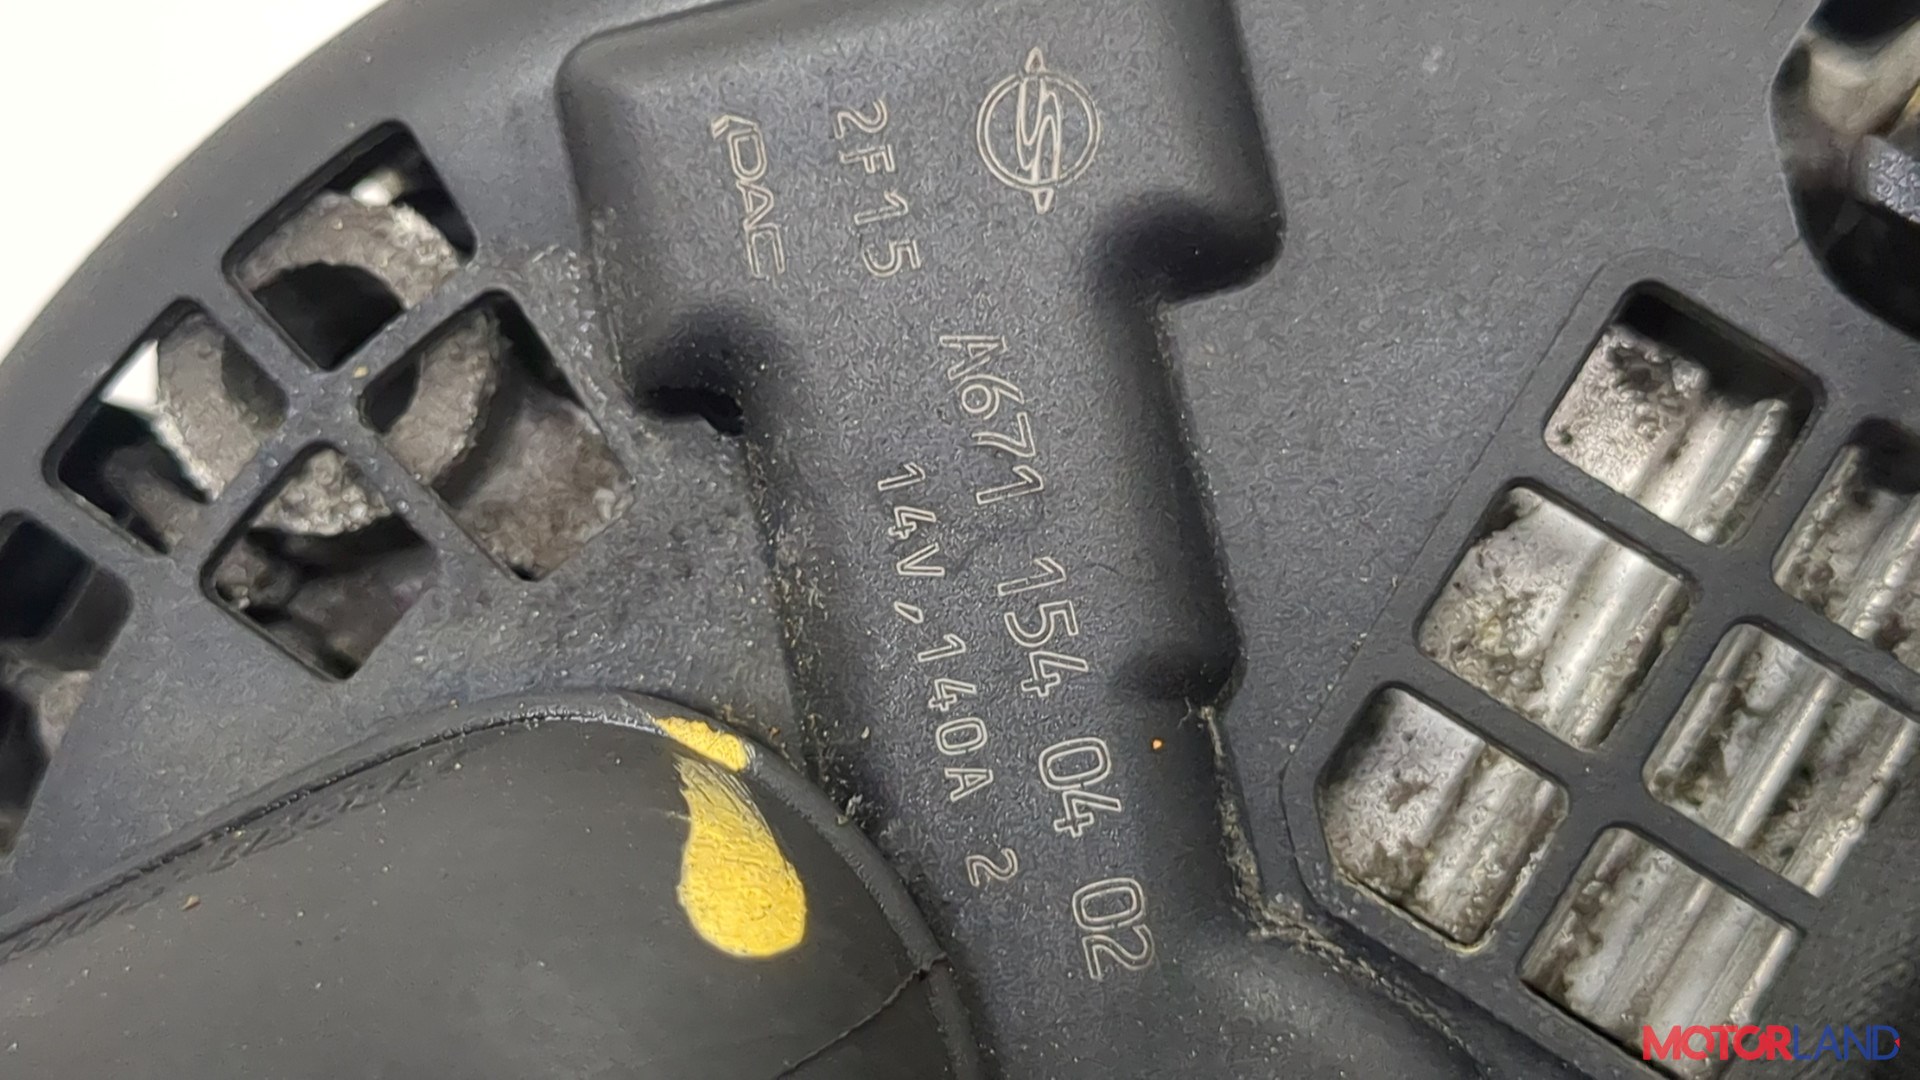 A671 154 04 02
2F15
14V,140A 2
DAC
MOTORLAND